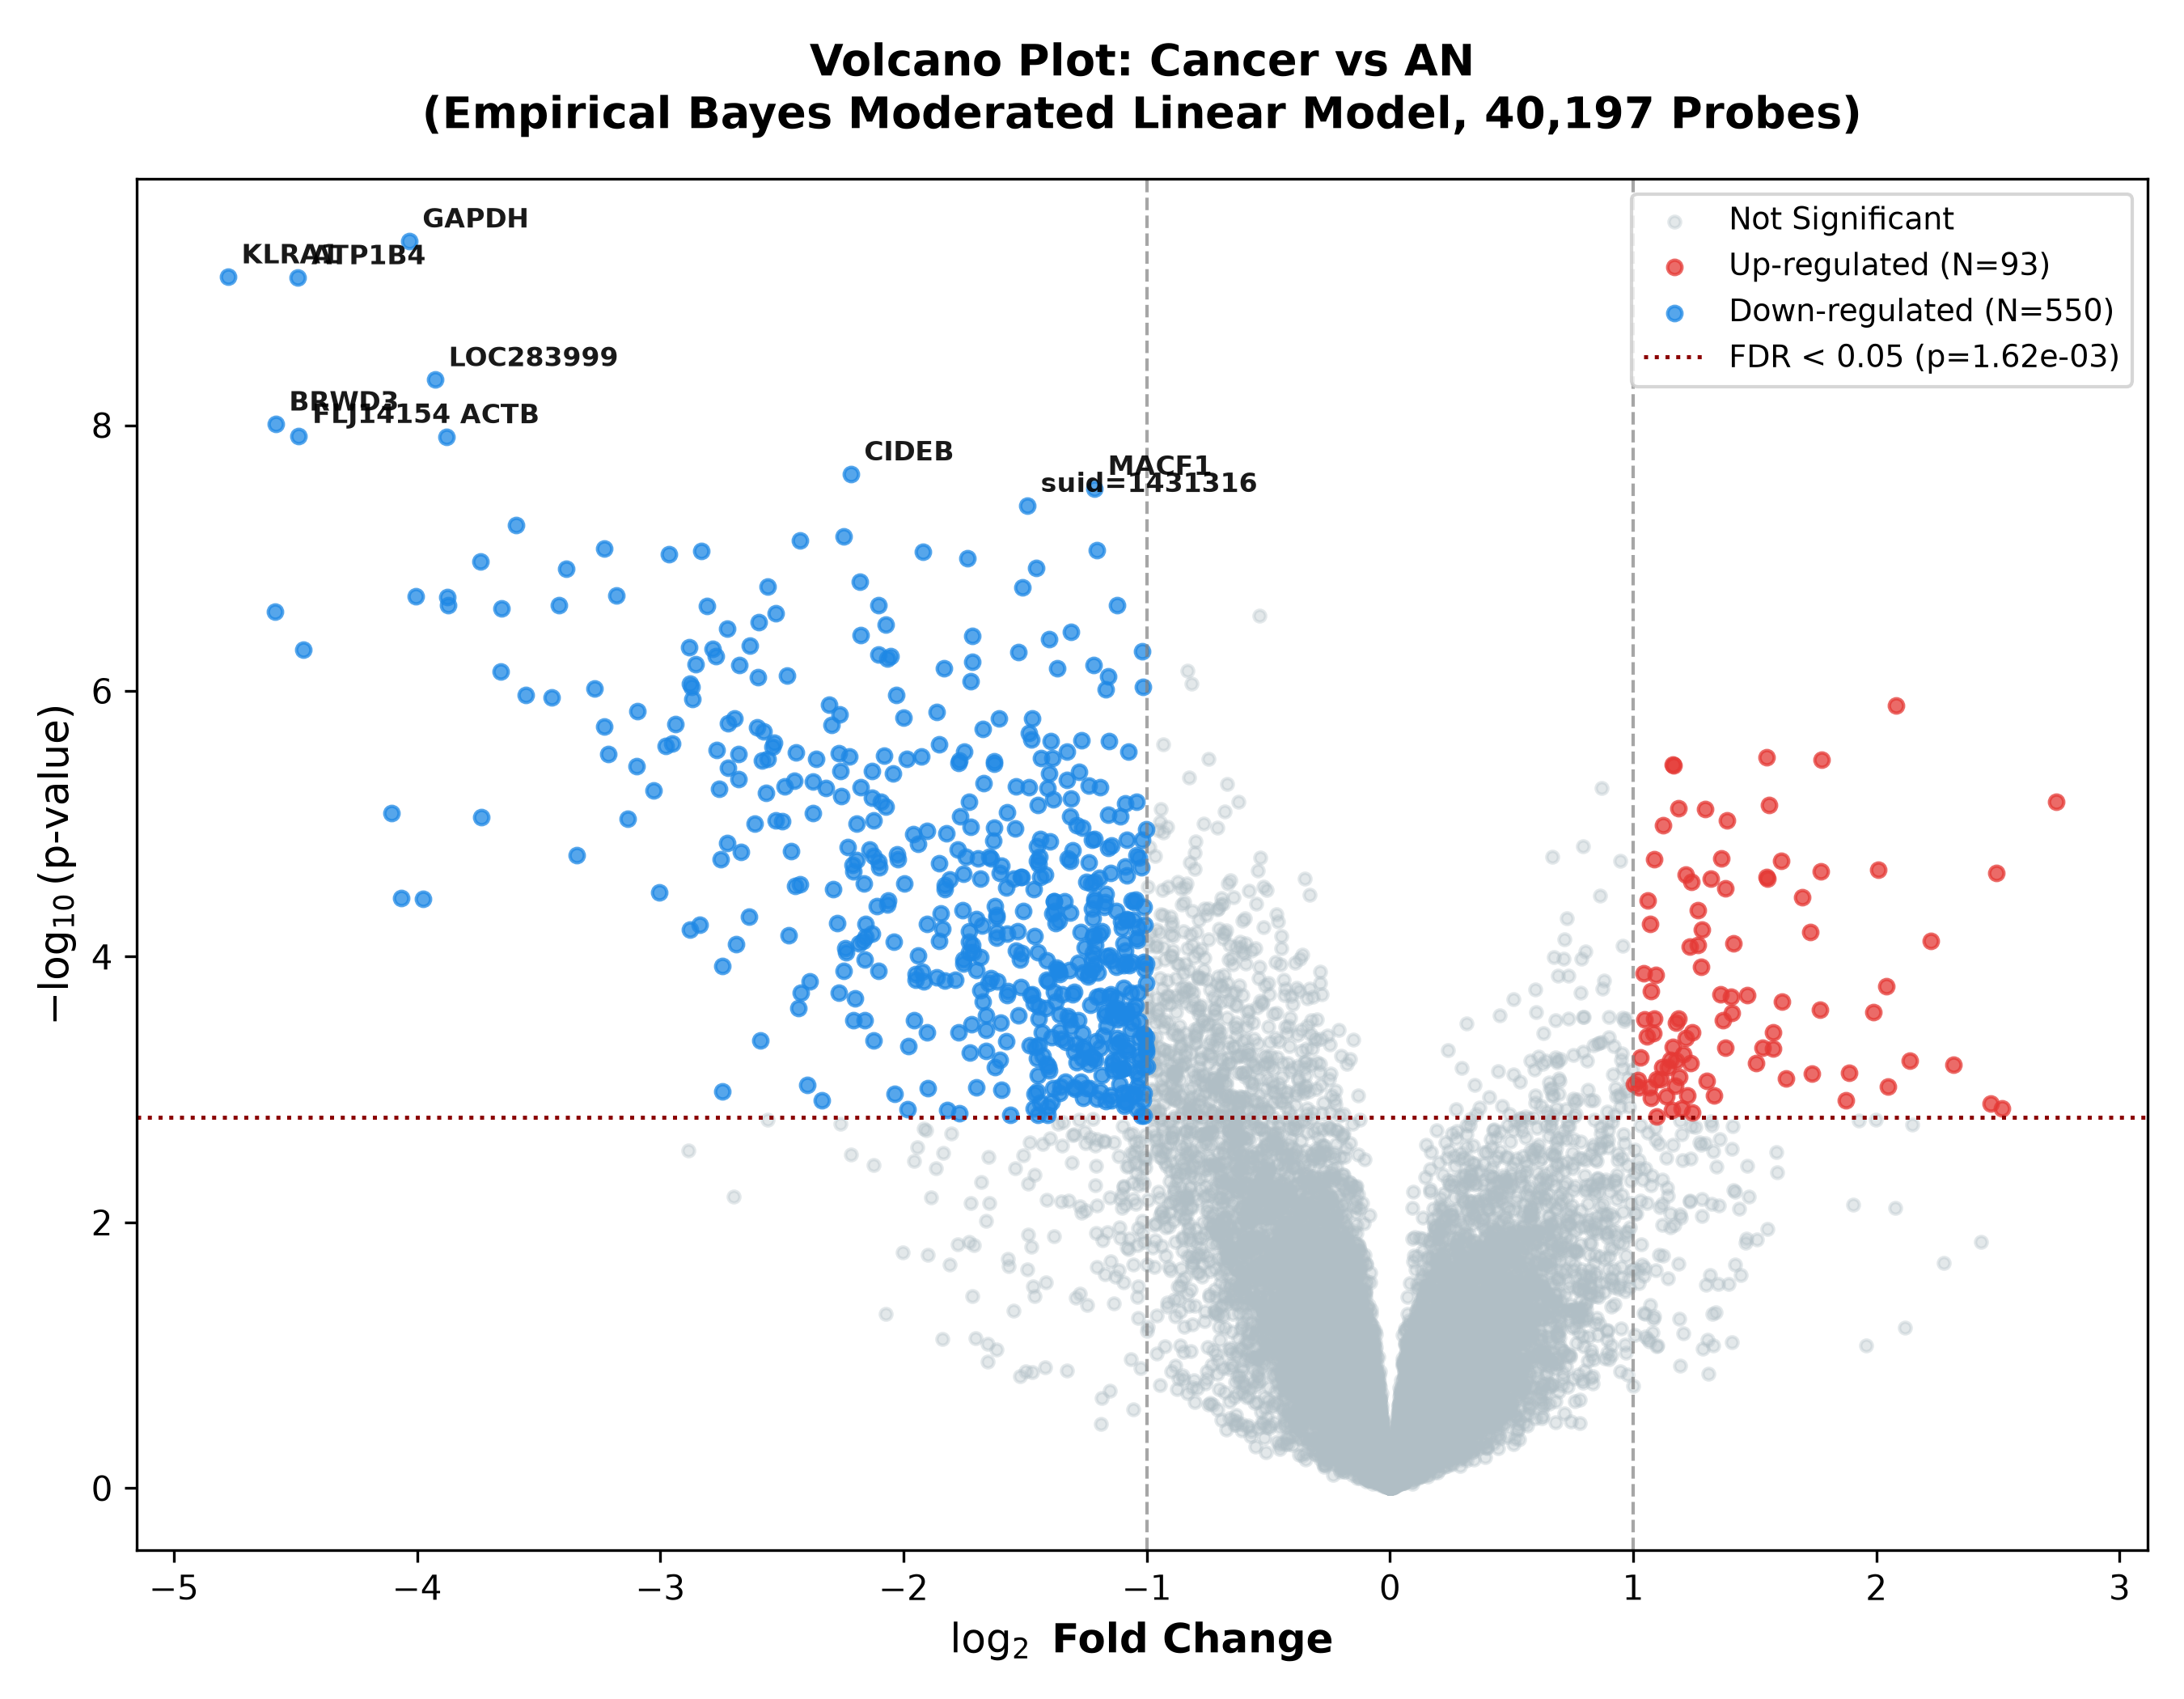 Volcano Plot: Cancer vs AN
(Empirical Bayes Moderated Linear Model, 40,197 Probes)
Not Significant
Up-regulated (N=93)
Down-regulated (N=550)
FDR < 0.05 (p=1.62e-03)
GAPDH
ATP1B4
LOC283999
BRWD3
FLJ14154
ACTB
CIDEB
MACF1
suid=1431316
−log10 (p-value)
8
6
4
2
0
−5
−4
−3
−2
−1
0
1
2
3
log2 Fold Change